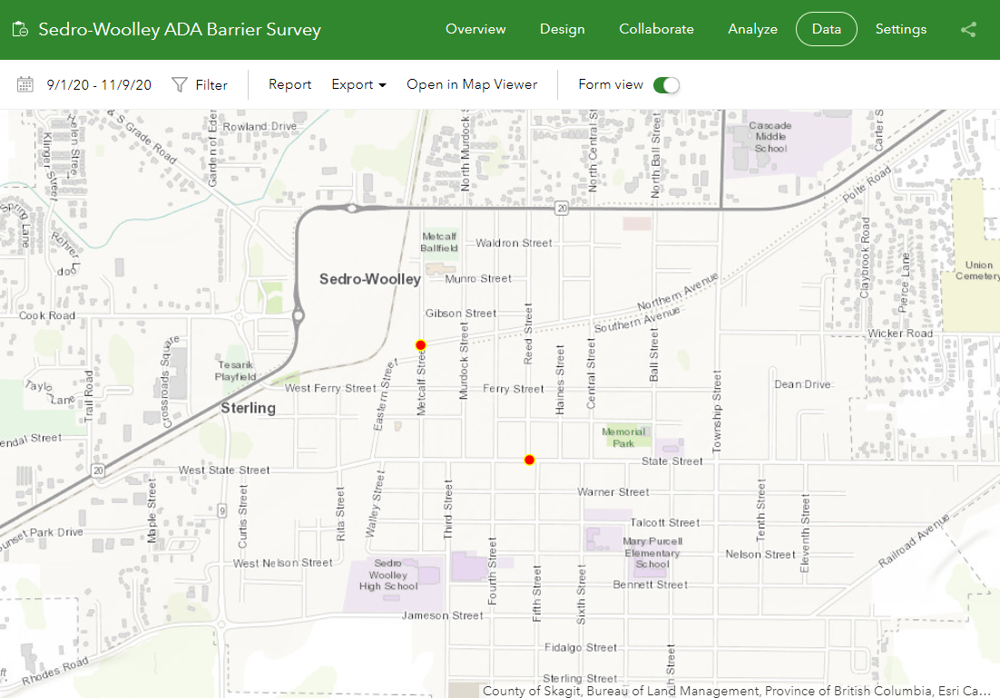 Sedro-Woolley ADA Barrier Survey
Overview
Design
Collaborate
Analyze
Data
Settings
9/1/20 - 11/9/20
Filter
Report
Export
Open in Map Viewer
Form view
Helen Street
& S Grade Road
Klinger Street
Garden of Eden
Rowland Drive
North Murdock S
North Central St
North Ball Street
Cascade
Middle
School
Carter S
Polte Road
Spring Lane
20
Metcalf
Ballfield
Waldron Street
Munro Street
Sedro-Woolley
Gibson Street
Northern Avenue
Southern Avenue
Claybrook Road
Pierce Lane
Union
Cemetery
Wicker Road
Cook Road
Crossroads Square
Trail Road
Tesarik
Playfield
Sterling
West Ferry Street
Eastern Street
Metcalf Stree
Murdock Street
Reed Street
Ferry Street
Haines Street
Central Street
Ball Street
Township Street
Dean Drive
Taylo
Lane
endal Street
20
Memorial
Park
State Street
West State Street
9
Maple Street
Curtis Street
Rita Street
Walley Street
Third Street
Warner Street
Talcott Street
Tenth Street
Eleventh Street
unset Park Drive
West Nelson Street
Mary Purcell
Elementary
School
Nelson Street
Railroad Avenue
Sedro
Woolley
High School
Fourth Street
Fifth Street
Sixth Street
Bennett Street
Jameson Street
Fidalgo Street
Sterling Street
th Street
Rhodes Road
County of Skagit, Bureau of Land Management, Province of British Columbia, Esri Ca...